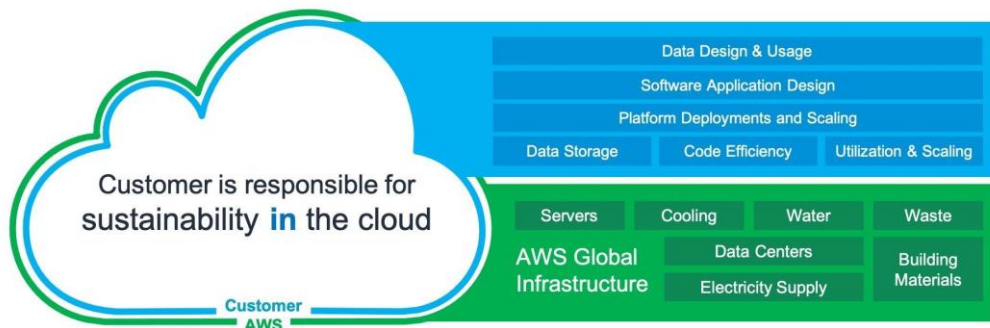 Data Design & Usage
Software Application Design
Platform Deployments and Scaling
Data Storage
Code Efficiency
Utilization & Scaling
Customer is responsible for
sustainability in the cloud
Servers
Cooling
Water
Waste
AWS Global
Infrastructure
Data Centers
Electricity Supply
Building
Materials
Customer
AWS